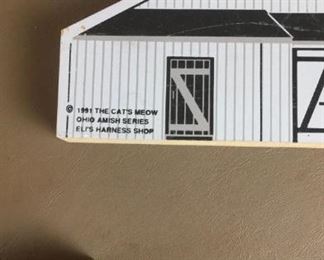 © 1991 THE CAT'S MEOW
OHIO AMISH SERIES
ELI'S HARNESS SHOP